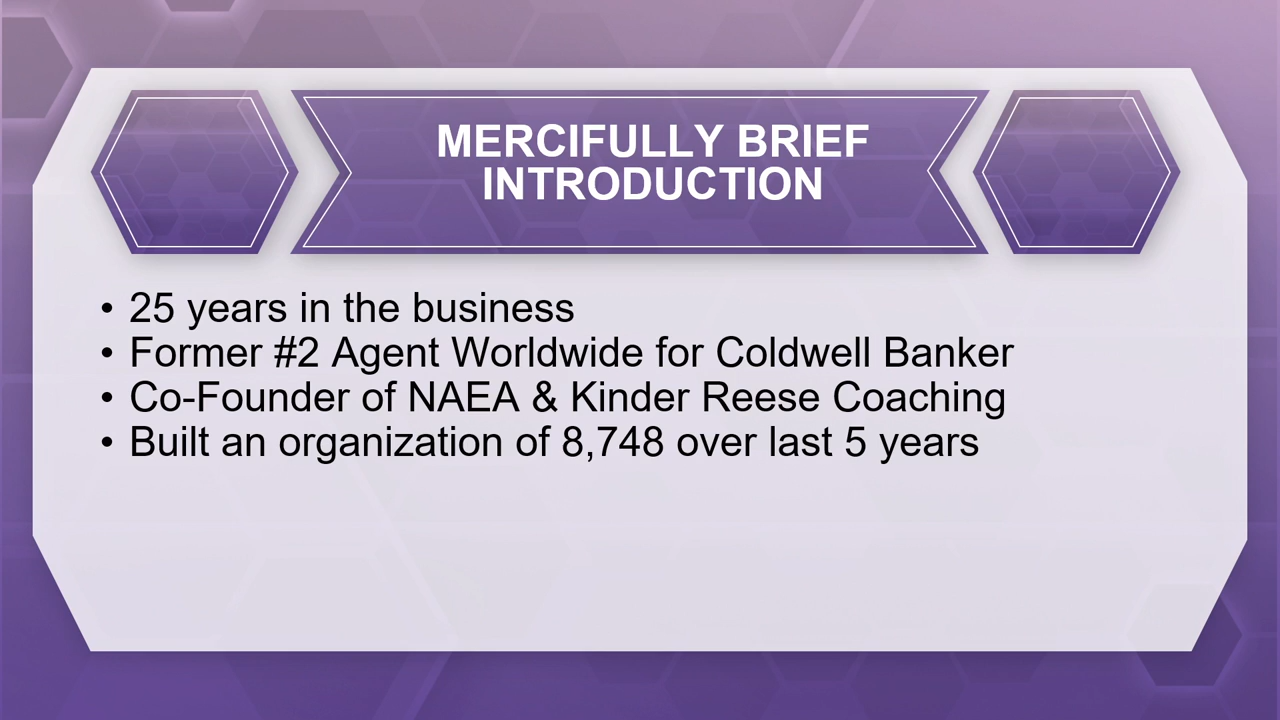 MERCIFULLY BRIEF
INTRODUCTION
• 25 years in the business
• Former #2 Agent Worldwide for Coldwell Banker
• Co-Founder of NAEA & Kinder Reese Coaching
• Built an organization of 8,748 over last 5 years